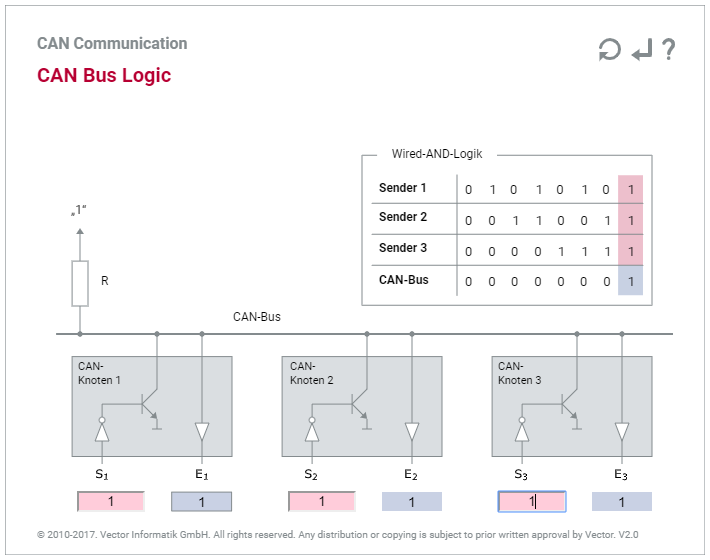 CAN Communication
?
CAN Bus Logic
Wired-AND-Logik
Sender 1 0 1 0 1 0 1 0 1
Sender 2 0 0 1 1 0 0 1 1
Sender 3 0 0 0 0 1 1 1 1
CAN-Bus 0 0 0 0 0 0 0 1
„1“
R
CAN-Bus
CAN-
Knoten 1
CAN-
Knoten 2
CAN-
Knoten 3
S1 E1 S2 E2 S3 E3
1 1 1 1 1 1
© 2010-2017. Vector Informatik GmbH. All rights reserved. Any distribution or copying is subject to prior written approval by Vector. V2.0